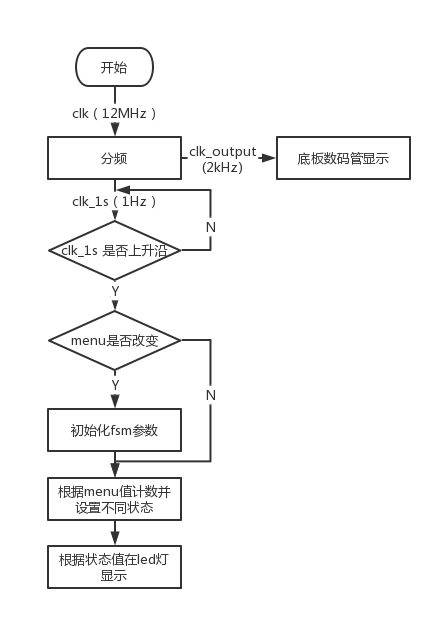 开始
clk（12MHz）
分频
clk_output
(2kHz)
底板数码管显示
clk_1s（1Hz）
N
clk_1s 是否上升沿
Y
menu是否改变
Y
N
初始化fsm参数
根据menu值计数并
设置不同状态
根据状态值在led灯
显示